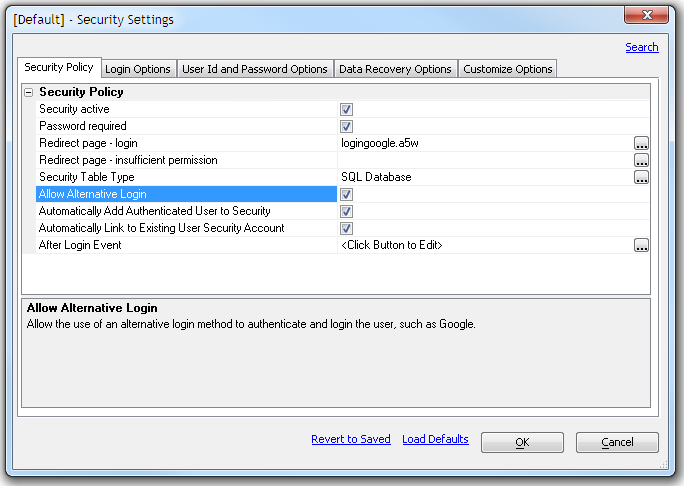 [Default] - Security Settings
Search
Security Policy Login Options User Id and Password Options Data Recovery Options Customize Options
Security Policy
Security active
Password required
Redirect page - login logingoogle.a5w ...
Redirect page - insufficient permission ...
Security Table Type SQL Database ...
Allow Alternative Login
Automatically Add Authenticated User to Security
Automatically Link to Existing User Security Account
After Login Event <Click Button to Edit> ...
Allow Alternative Login
Allow the use of an alternative login method to authenticate and login the user, such as Google.
Revert to Saved Load Defaults OK Cancel